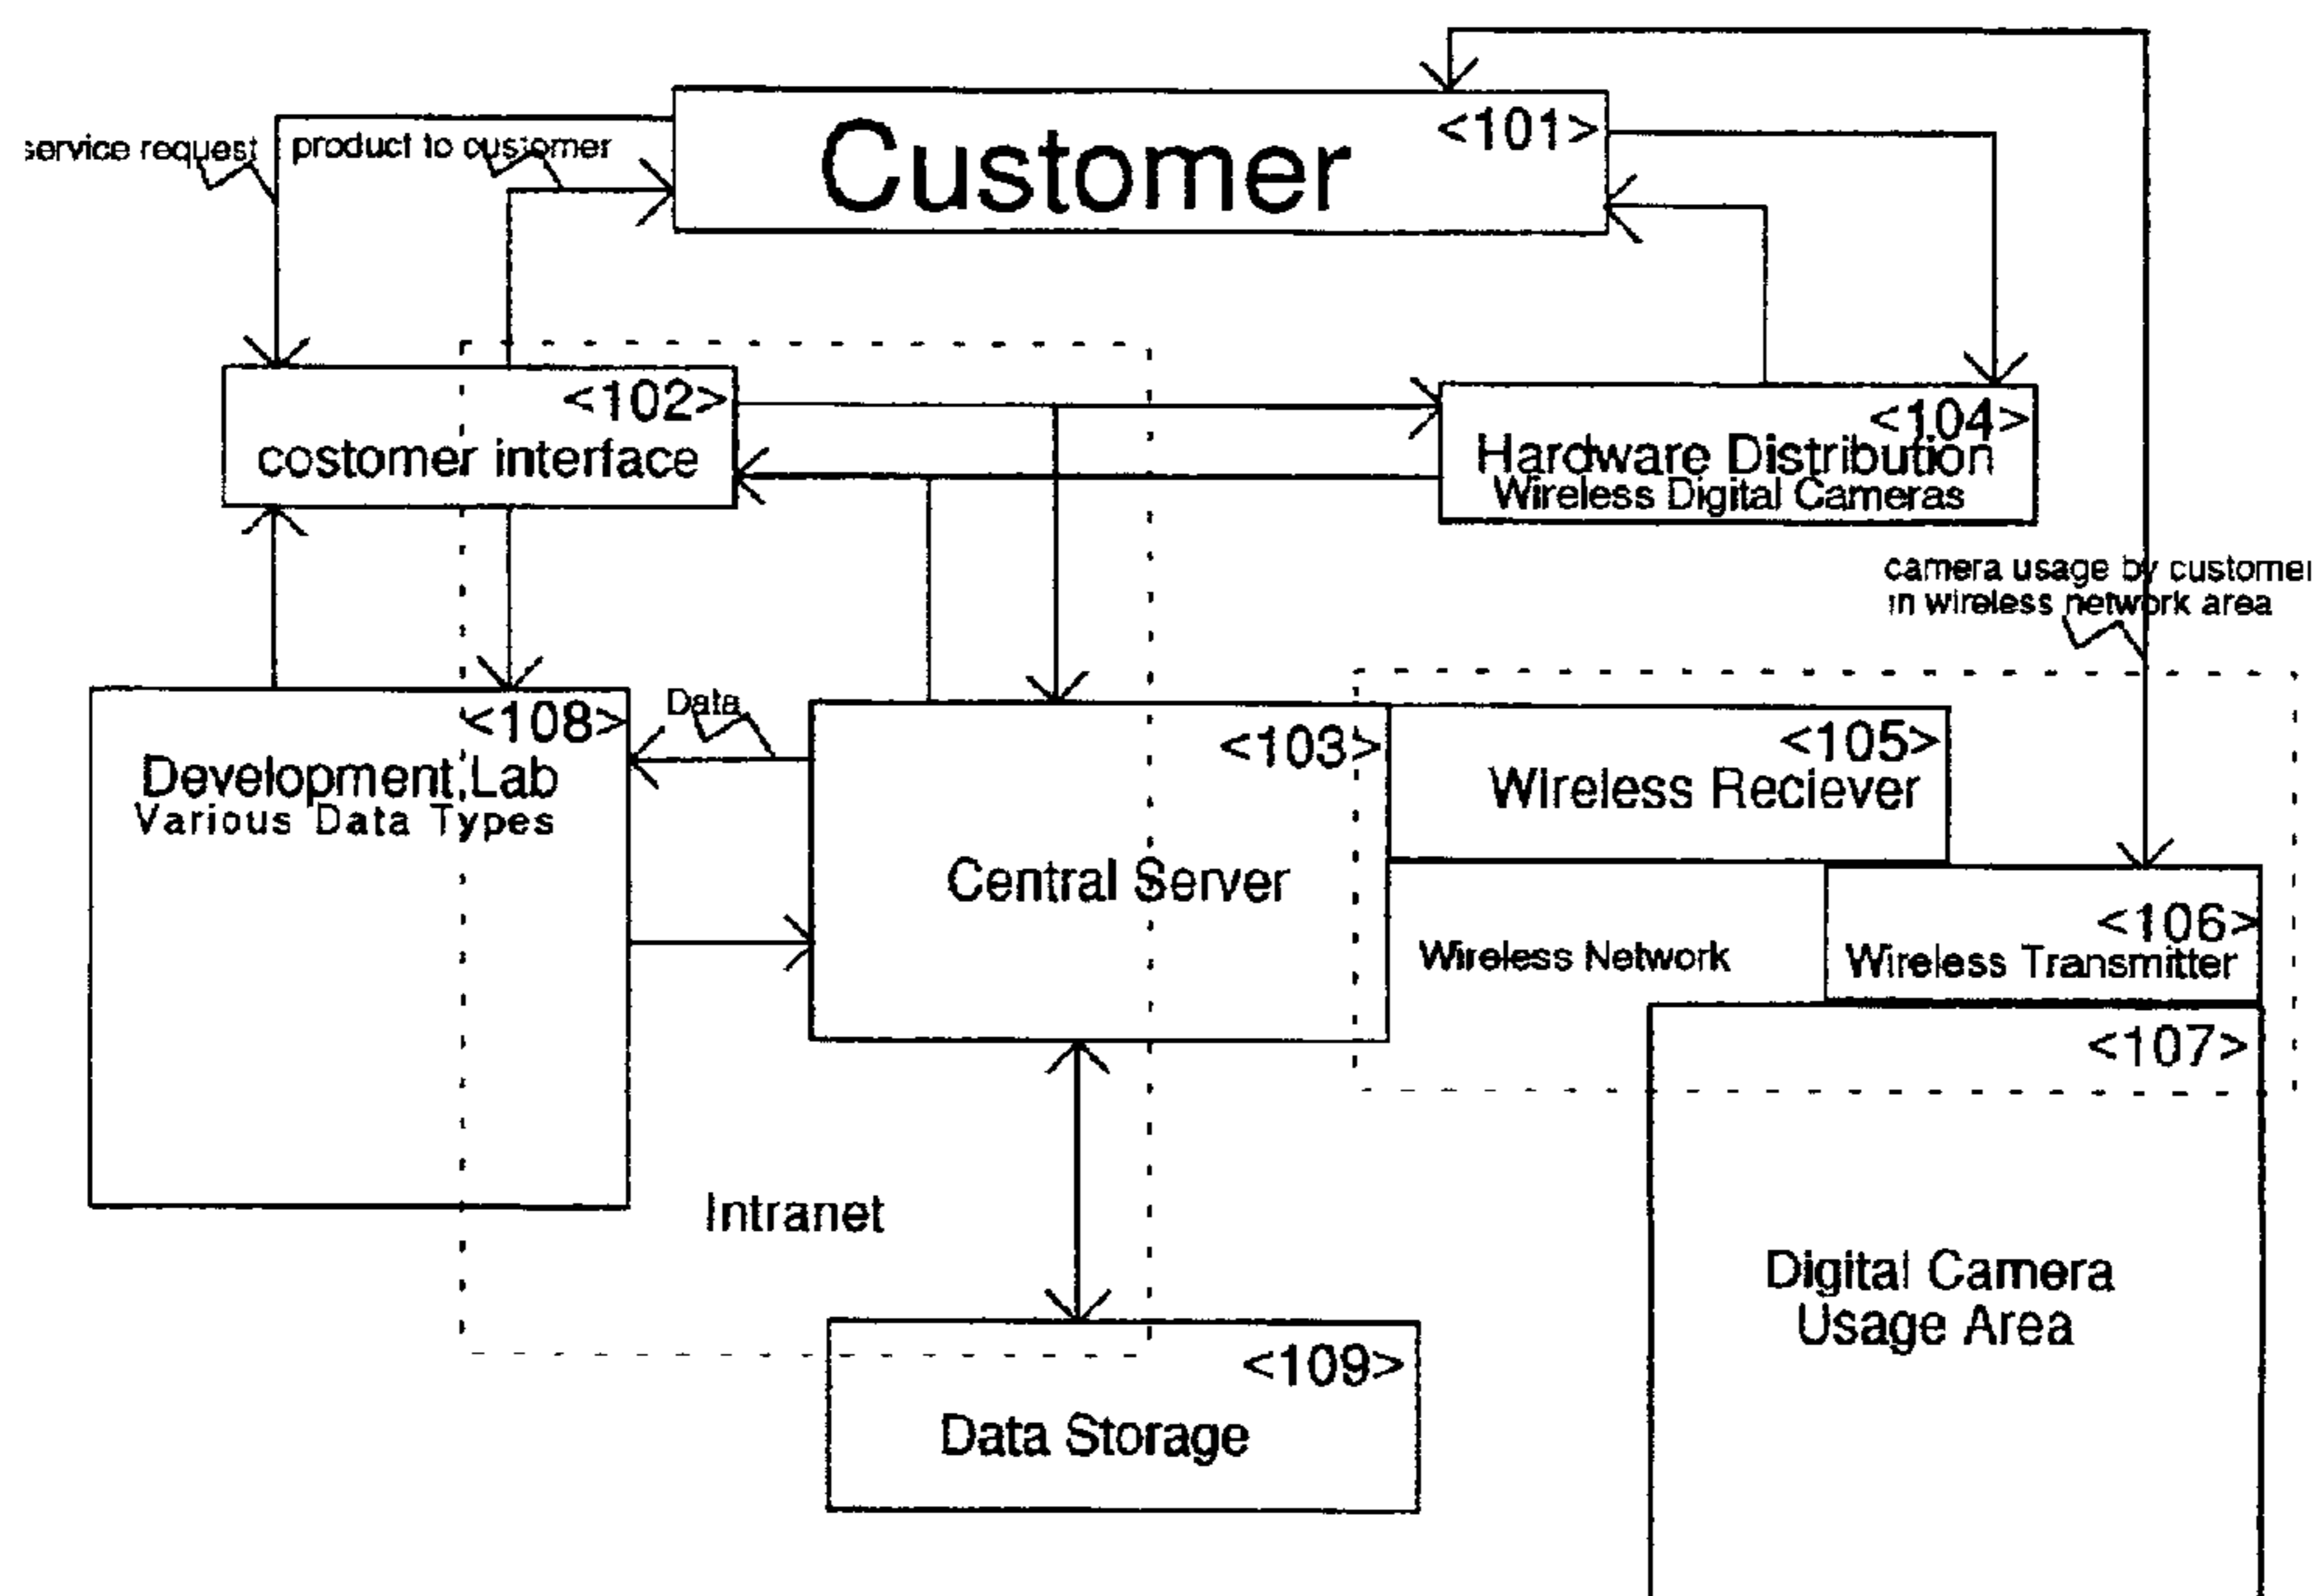 <101>
Customer
service request
product to customer
<102>
costomer interface
<104>
Hardware Distribution
Wireless Digital Cameras
camera usage by customer
in wireless network area
<108>
Development Lab
Various Data Types
Data
<103>
Central Server
<105>
Wireless Reciever
Wireless Network
<106>
Wireless Transmitter
<107>
Digital Camera
Usage Area
Intranet
<109>
Data Storage